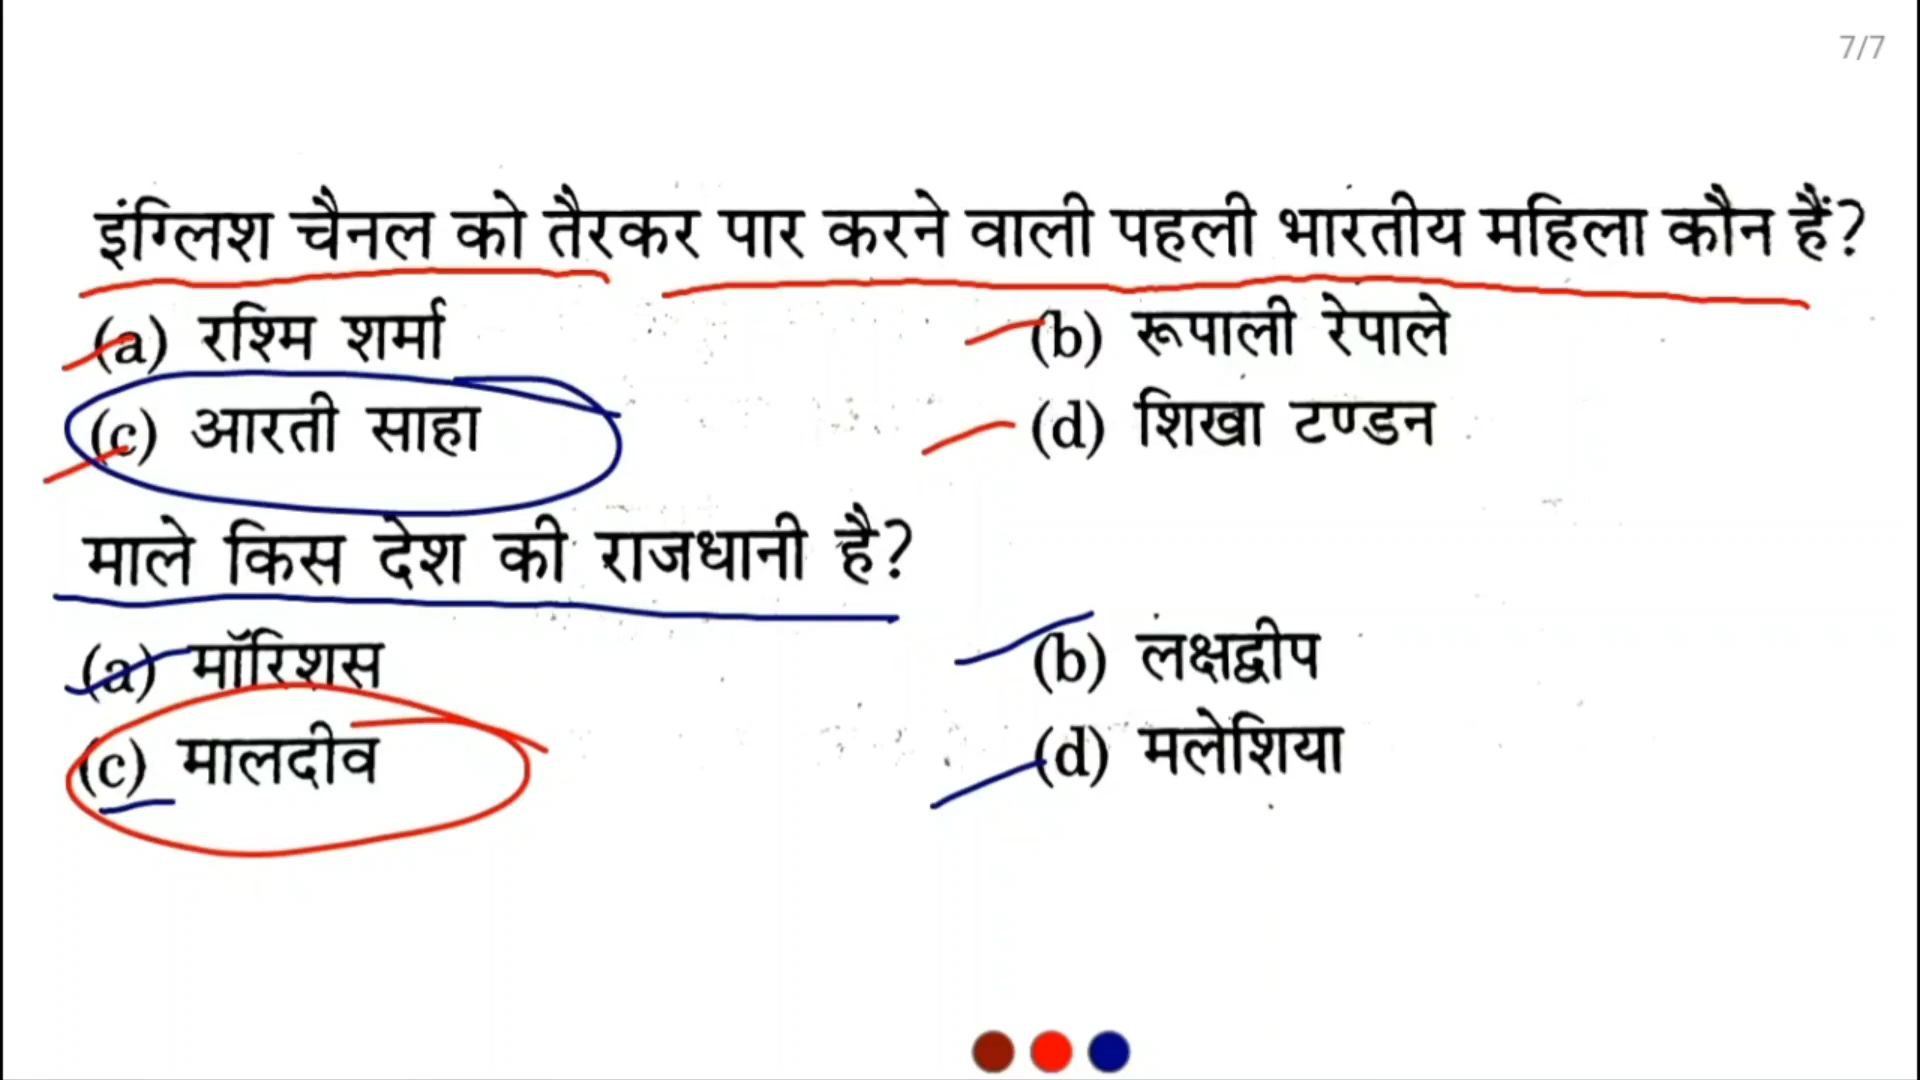 7/7
इंग्लिश चैनल को तैरकर पार करने वाली पहली भारतीय महिला कौन हैं?
(a) रश्मि शर्मा (b) रूपाली रेपाले
(c) आरती साहा (d) शिखा टण्डन
माले किस देश की राजधानी है?
(a) मॉरिशस (b) लक्षद्वीप
(c) मालदीव (d) मलेशिया